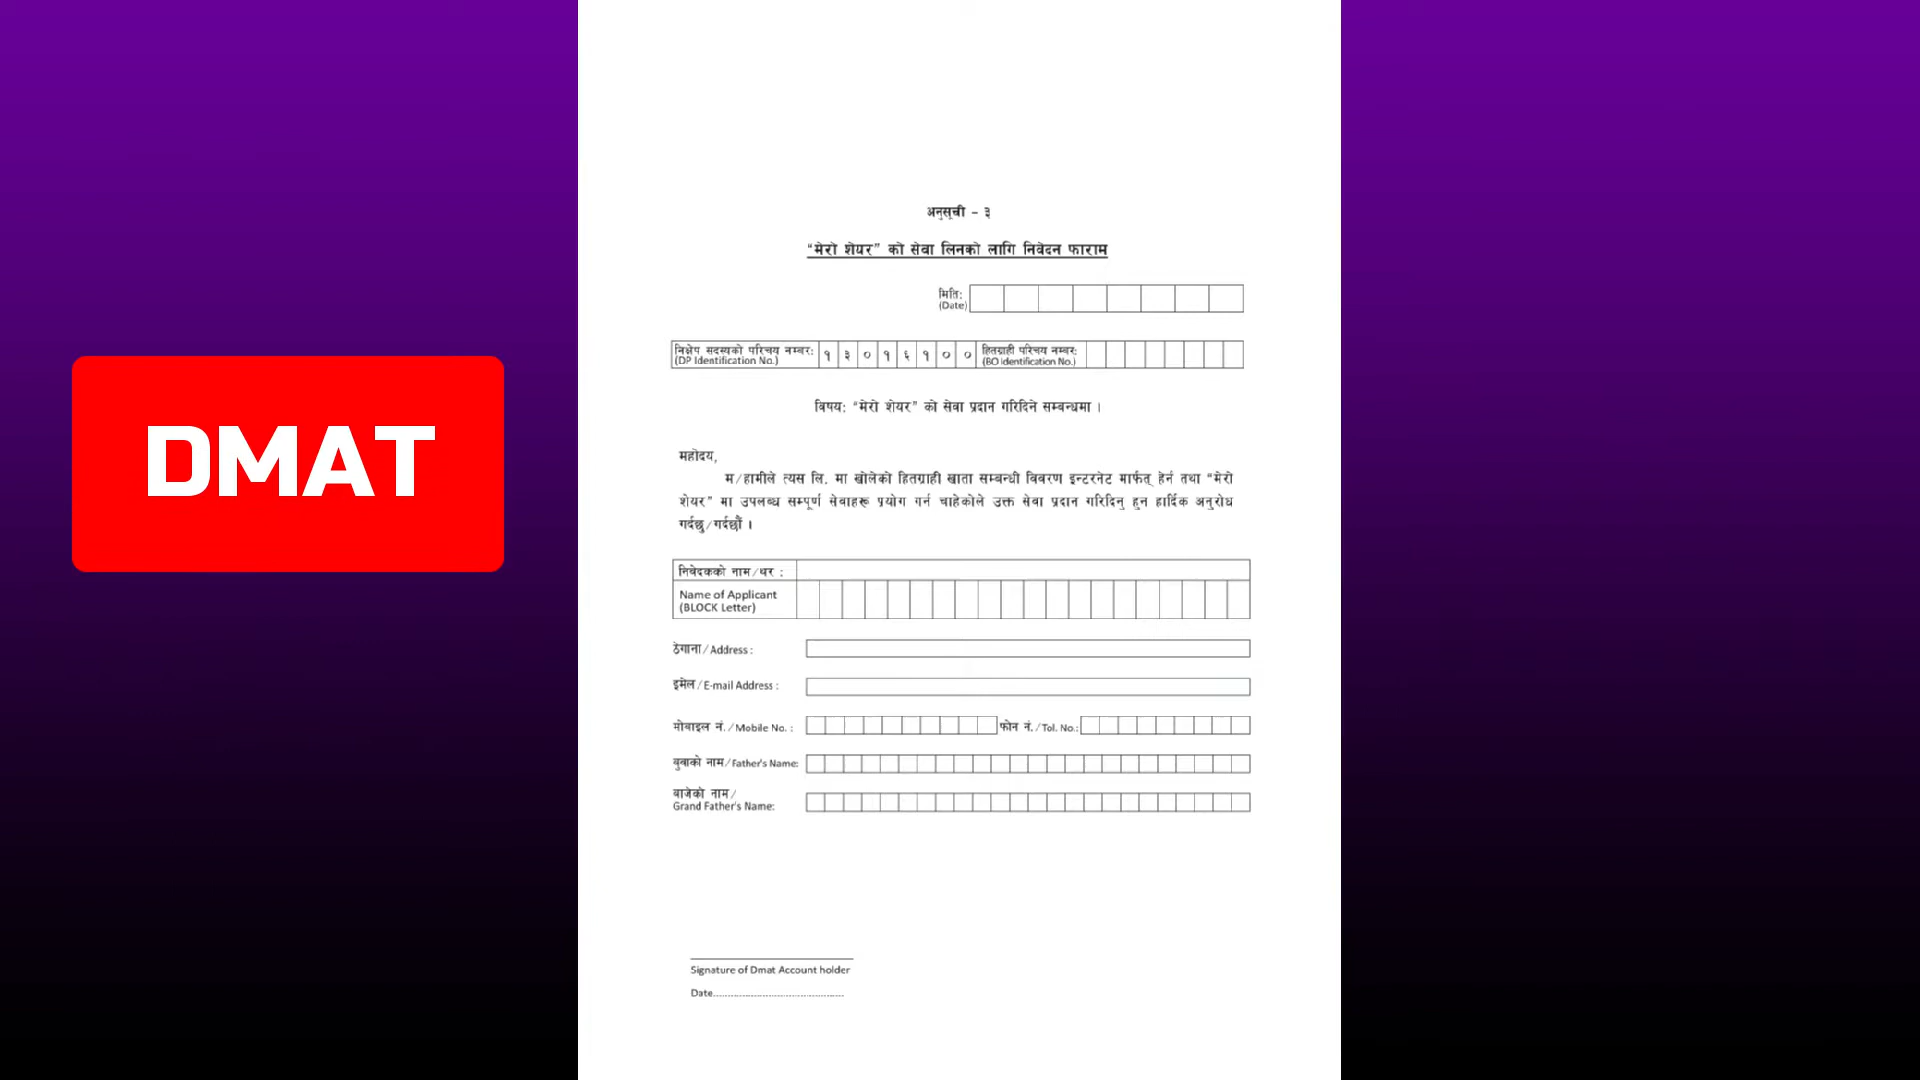 DMAT
अनुसूची - ३
"मेरो शेयर" को सेवा लिनको लागि निवेदन फाराम
मिति:
(Date)
निक्षेप सदस्यको परिचय नम्बर: १ ३ ० १ ६ १ ० ० हितग्राही परिचय नम्बर:
(DP Identification No.) (BO Identification No.)
विषय: "मेरो शेयर" को सेवा प्रदान गरिदिने सम्बन्धमा ।
महोदय,
म/हामीले त्यस लि. मा खोलेको हितग्राही खाता सम्बन्धी विवरण इन्टरनेट मार्फत् हेर्न तथा "मेरो
शेयर" मा उपलब्ध सम्पूर्ण सेवाहरू प्रयोग गर्न चाहेकोले उक्त सेवा प्रदान गरिदिनु हुन हार्दिक अनुरोध
गर्दछु/गर्दछौं ।
निवेदकको नाम/थर :
Name of Applicant
(BLOCK Letter)
ठेगाना/Address :
इमेल/E-mail Address :
मोबाइल नं./Mobile No. : फोन नं./Tol. No.:
बुवाको नाम/Father's Name:
बाजेको नाम/
Grand Father's Name:
Signature of Dmat Account holder
Date..............................................